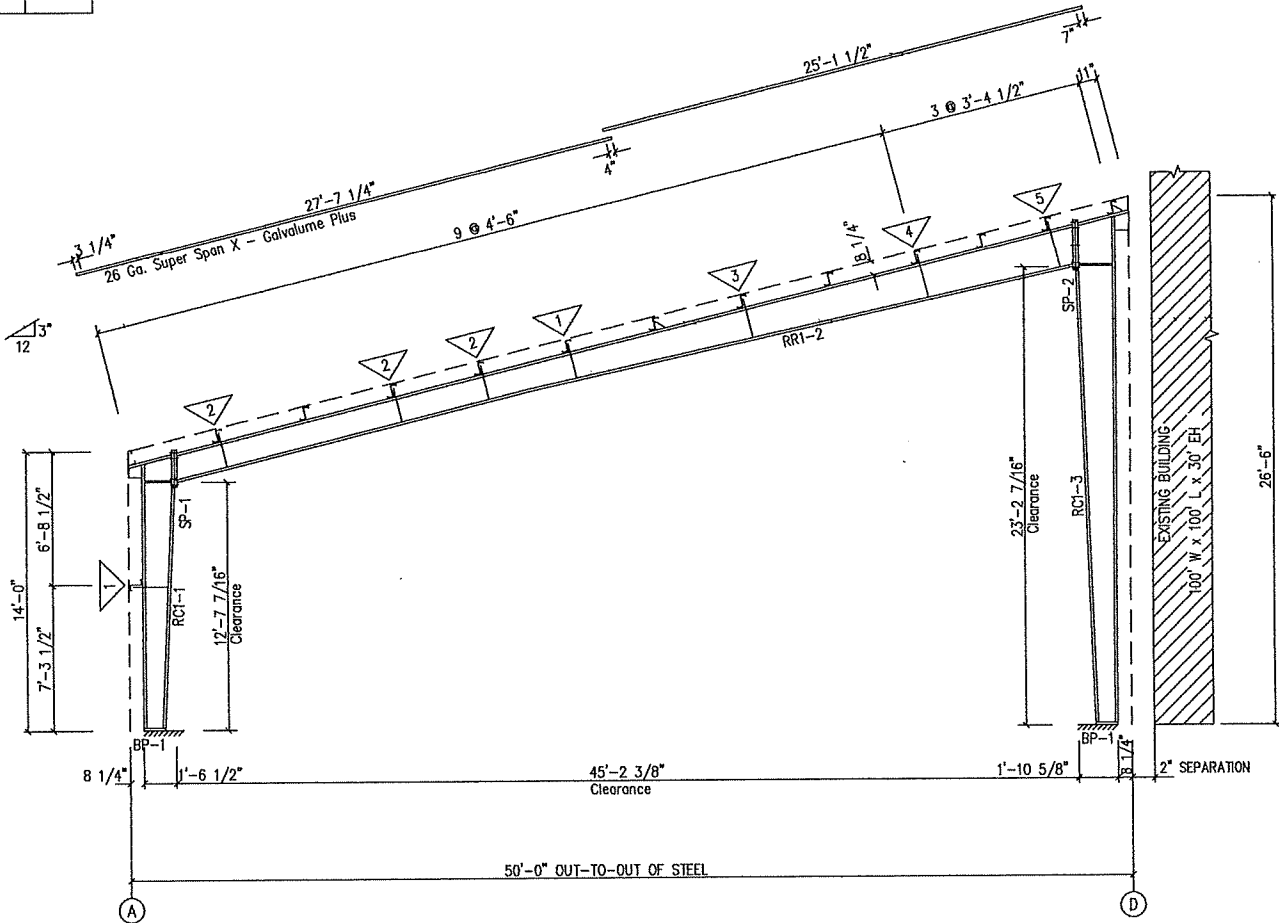 7"
25'-1 1/2"
11"
3 @ 3'-4 1/2"
4"
27'-7 1/4"
26 Ga. Super Span X - Galvalume Plus
3 1/4"
9 @ 4'-6"
3"
12
5
4
8 1/4"
3
1
2
2
2
RR1-2
SP-2
SP-1
14'-0"
6'-8 1/2"
7'-3 1/2"
1
RC1-1
12'-7 7/16"
Clearance
23'-2 7/16"
Clearance
RC1-3
EXISTING BUILDING
100' W x 100' L x 30' EH
26'-6"
BP-1
BP-1
8 1/4"
1'-6 1/2"
45'-2 3/8"
Clearance
1'-10 5/8"
8 1/4"
2" SEPARATION
50'-0" OUT-TO-OUT OF STEEL
A
D